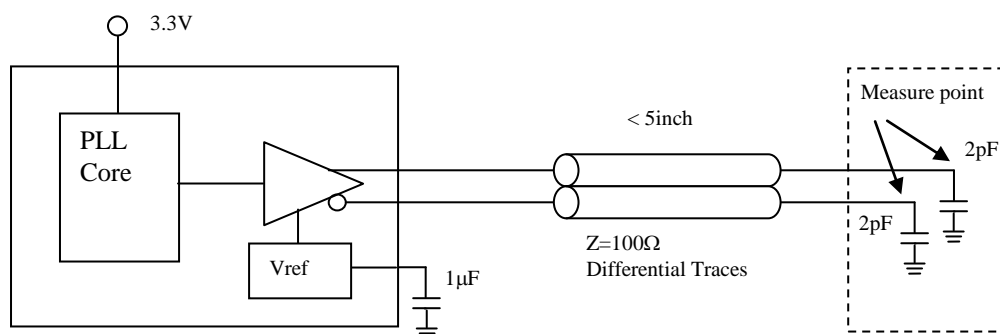 3.3V
PLL
Core
Vref
1μF
< 5inch
Z=100Ω
Differential Traces
Measure point
2pF
2pF